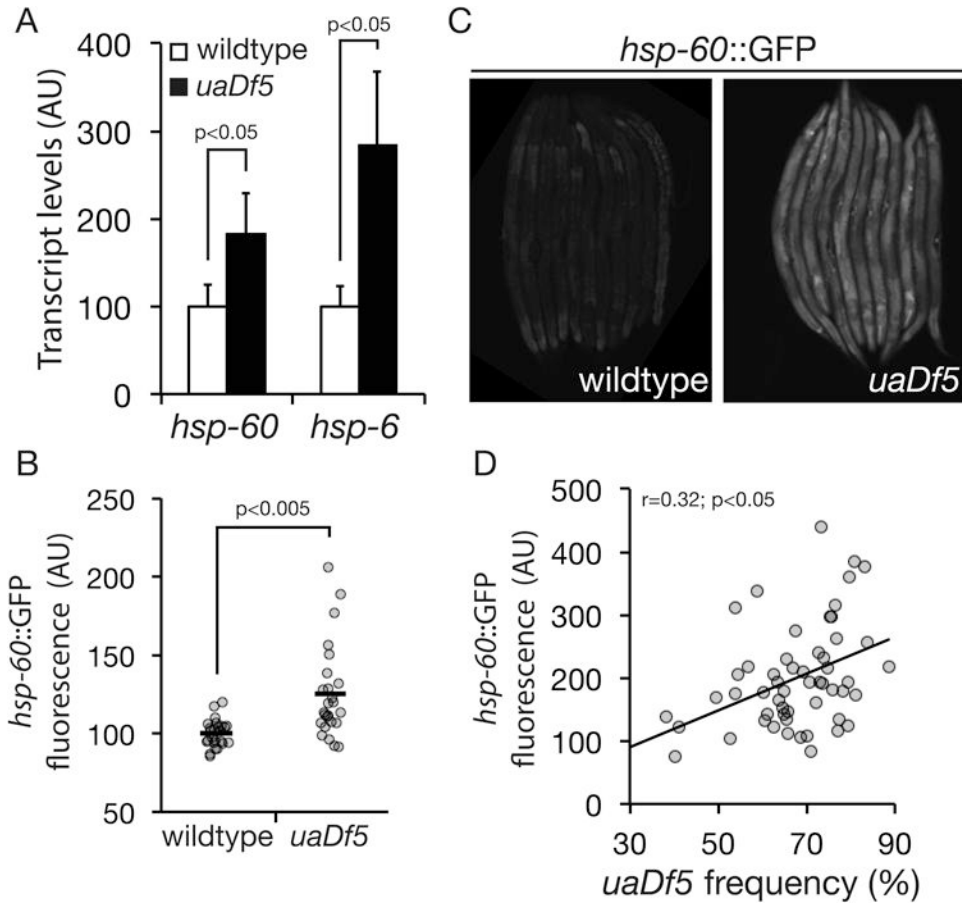 A
Transcript levels (AU)
400
300
200
100
0
wildtype
uaDf5
p<0.05
p<0.05
hsp-60
hsp-6
C
hsp-60::GFP
wildtype
uaDf5
B
hsp-60::GFP
fluorescence (AU)
250
200
150
100
50
p<0.005
wildtype
uaDf5
D
hsp-60::GFP
fluorescence (AU)
500
400
300
200
100
0
r=0.32; p<0.05
30 50 70 90
uaDf5 frequency (%)